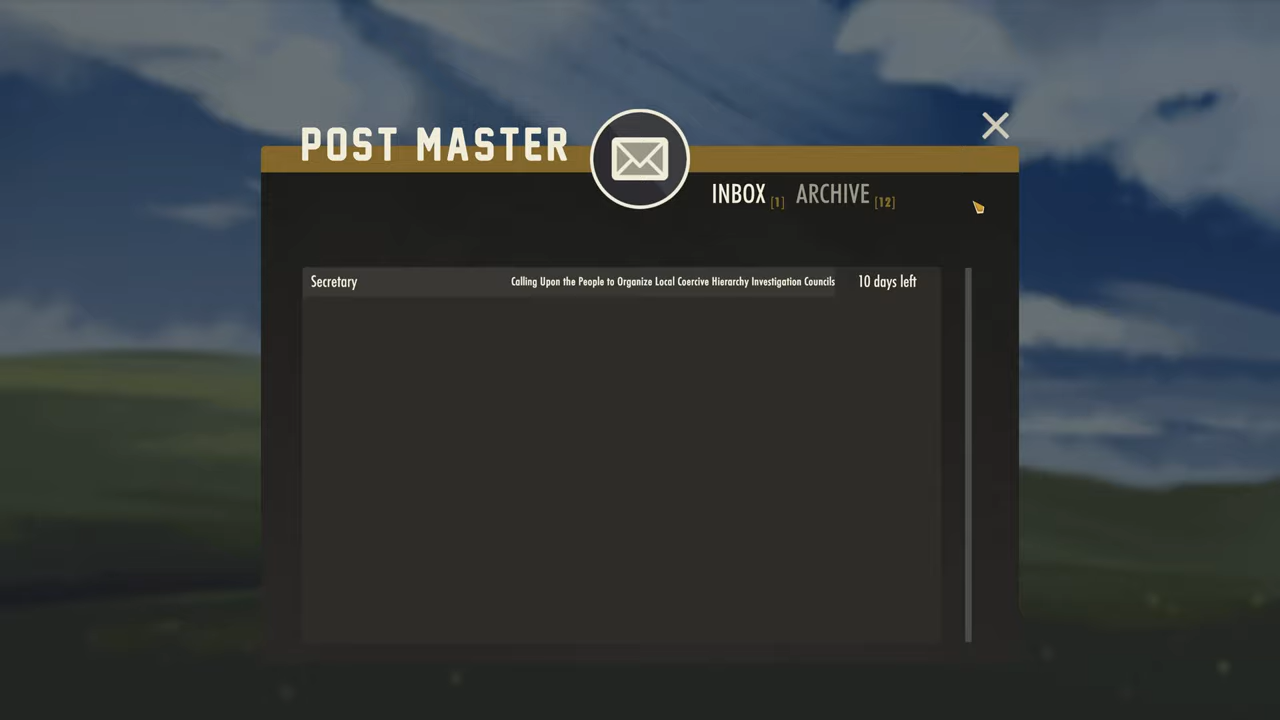 POST MASTER
INBOX [1] ARCHIVE [12]
Secretary Calling Upon the People to Organize Local Coercive Hierarchy Investigation Councils 10 days left